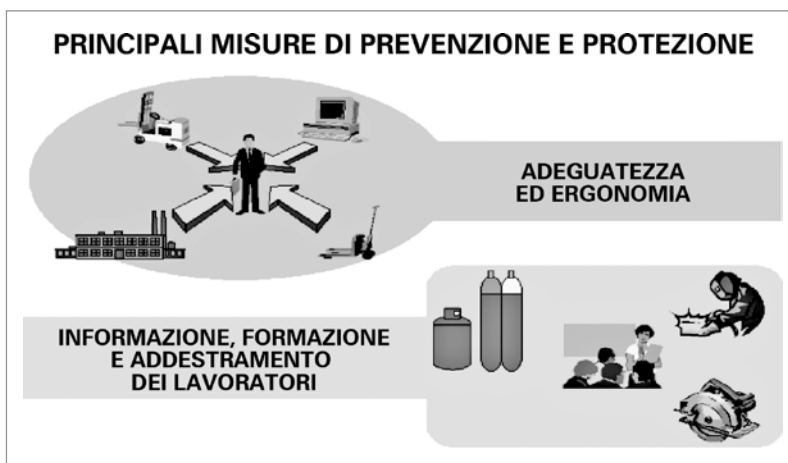 PRINCIPALI MISURE DI PREVENZIONE E PROTEZIONE
ADEGUATEZZA
ED ERGONOMIA
INFORMAZIONE, FORMAZIONE
E ADDESTRAMENTO
DEI LAVORATORI